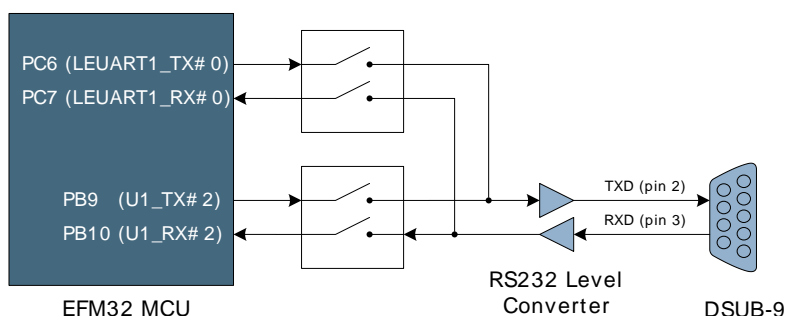 PC6 (LEUART1_TX# 0)
PC7 (LEUART1_RX# 0)
PB9 (U1_TX# 2)
PB10 (U1_RX# 2)
EFM32 MCU
TXD (pin 2)
RXD (pin 3)
RS232 Level
Converter
DSUB-9